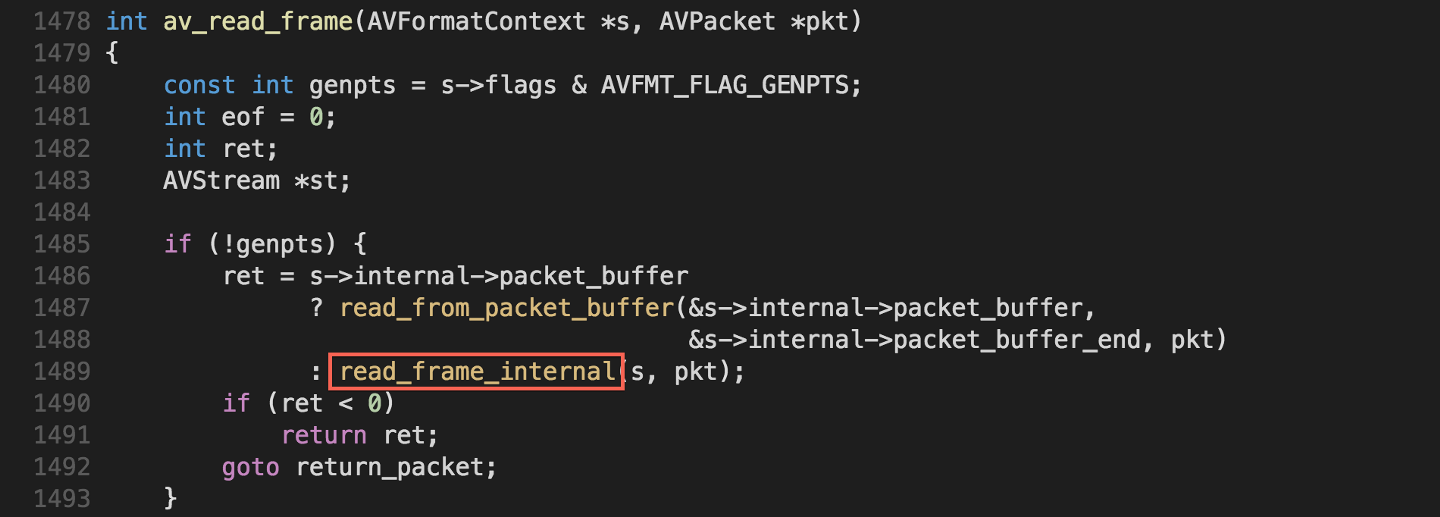 1478 int av_read_frame(AVFormatContext *s, AVPacket *pkt)
1479 {
1480     const int genpts = s->flags & AVFMT_FLAG_GENPTS;
1481     int eof = 0;
1482     int ret;
1483     AVStream *st;
1484
1485     if (!genpts) {
1486         ret = s->internal->packet_buffer
1487               ? read_from_packet_buffer(&s->internal->packet_buffer,
1488                                         &s->internal->packet_buffer_end, pkt)
1489               : read_frame_internal(s, pkt);
1490         if (ret < 0)
1491             return ret;
1492         goto return_packet;
1493     }